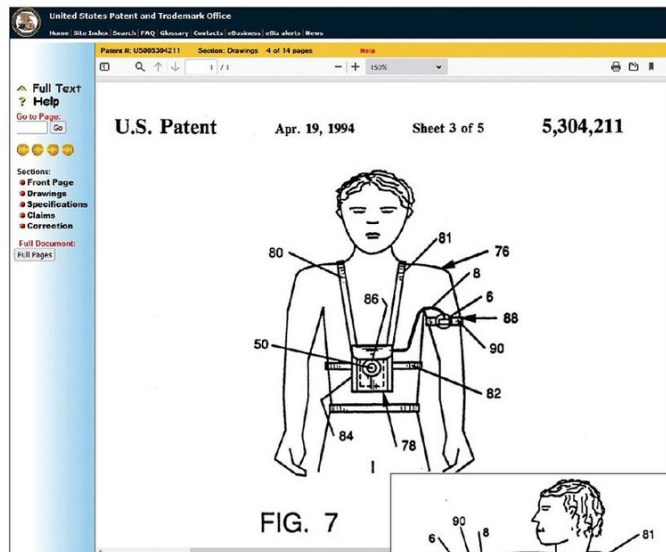 United States Patent and Trademark Office
Home | Site Index | Search | FAQ | Glossary | Contacts | eBusiness | eBiz alerts | News
Patent #: US005304211 Section: Drawings 4 of 14 pages Help
1 / 1 150%
Full Text
Help
Go to Page:
Go
Sections:
Front Page
Drawings
Specifications
Claims
Correction
Full Document:
Full Pages
U.S. Patent Apr. 19, 1994 Sheet 3 of 5 5,304,211
80
81
76
8
86
6
88
50
90
82
84
78
FIG. 7
90
6
8
81